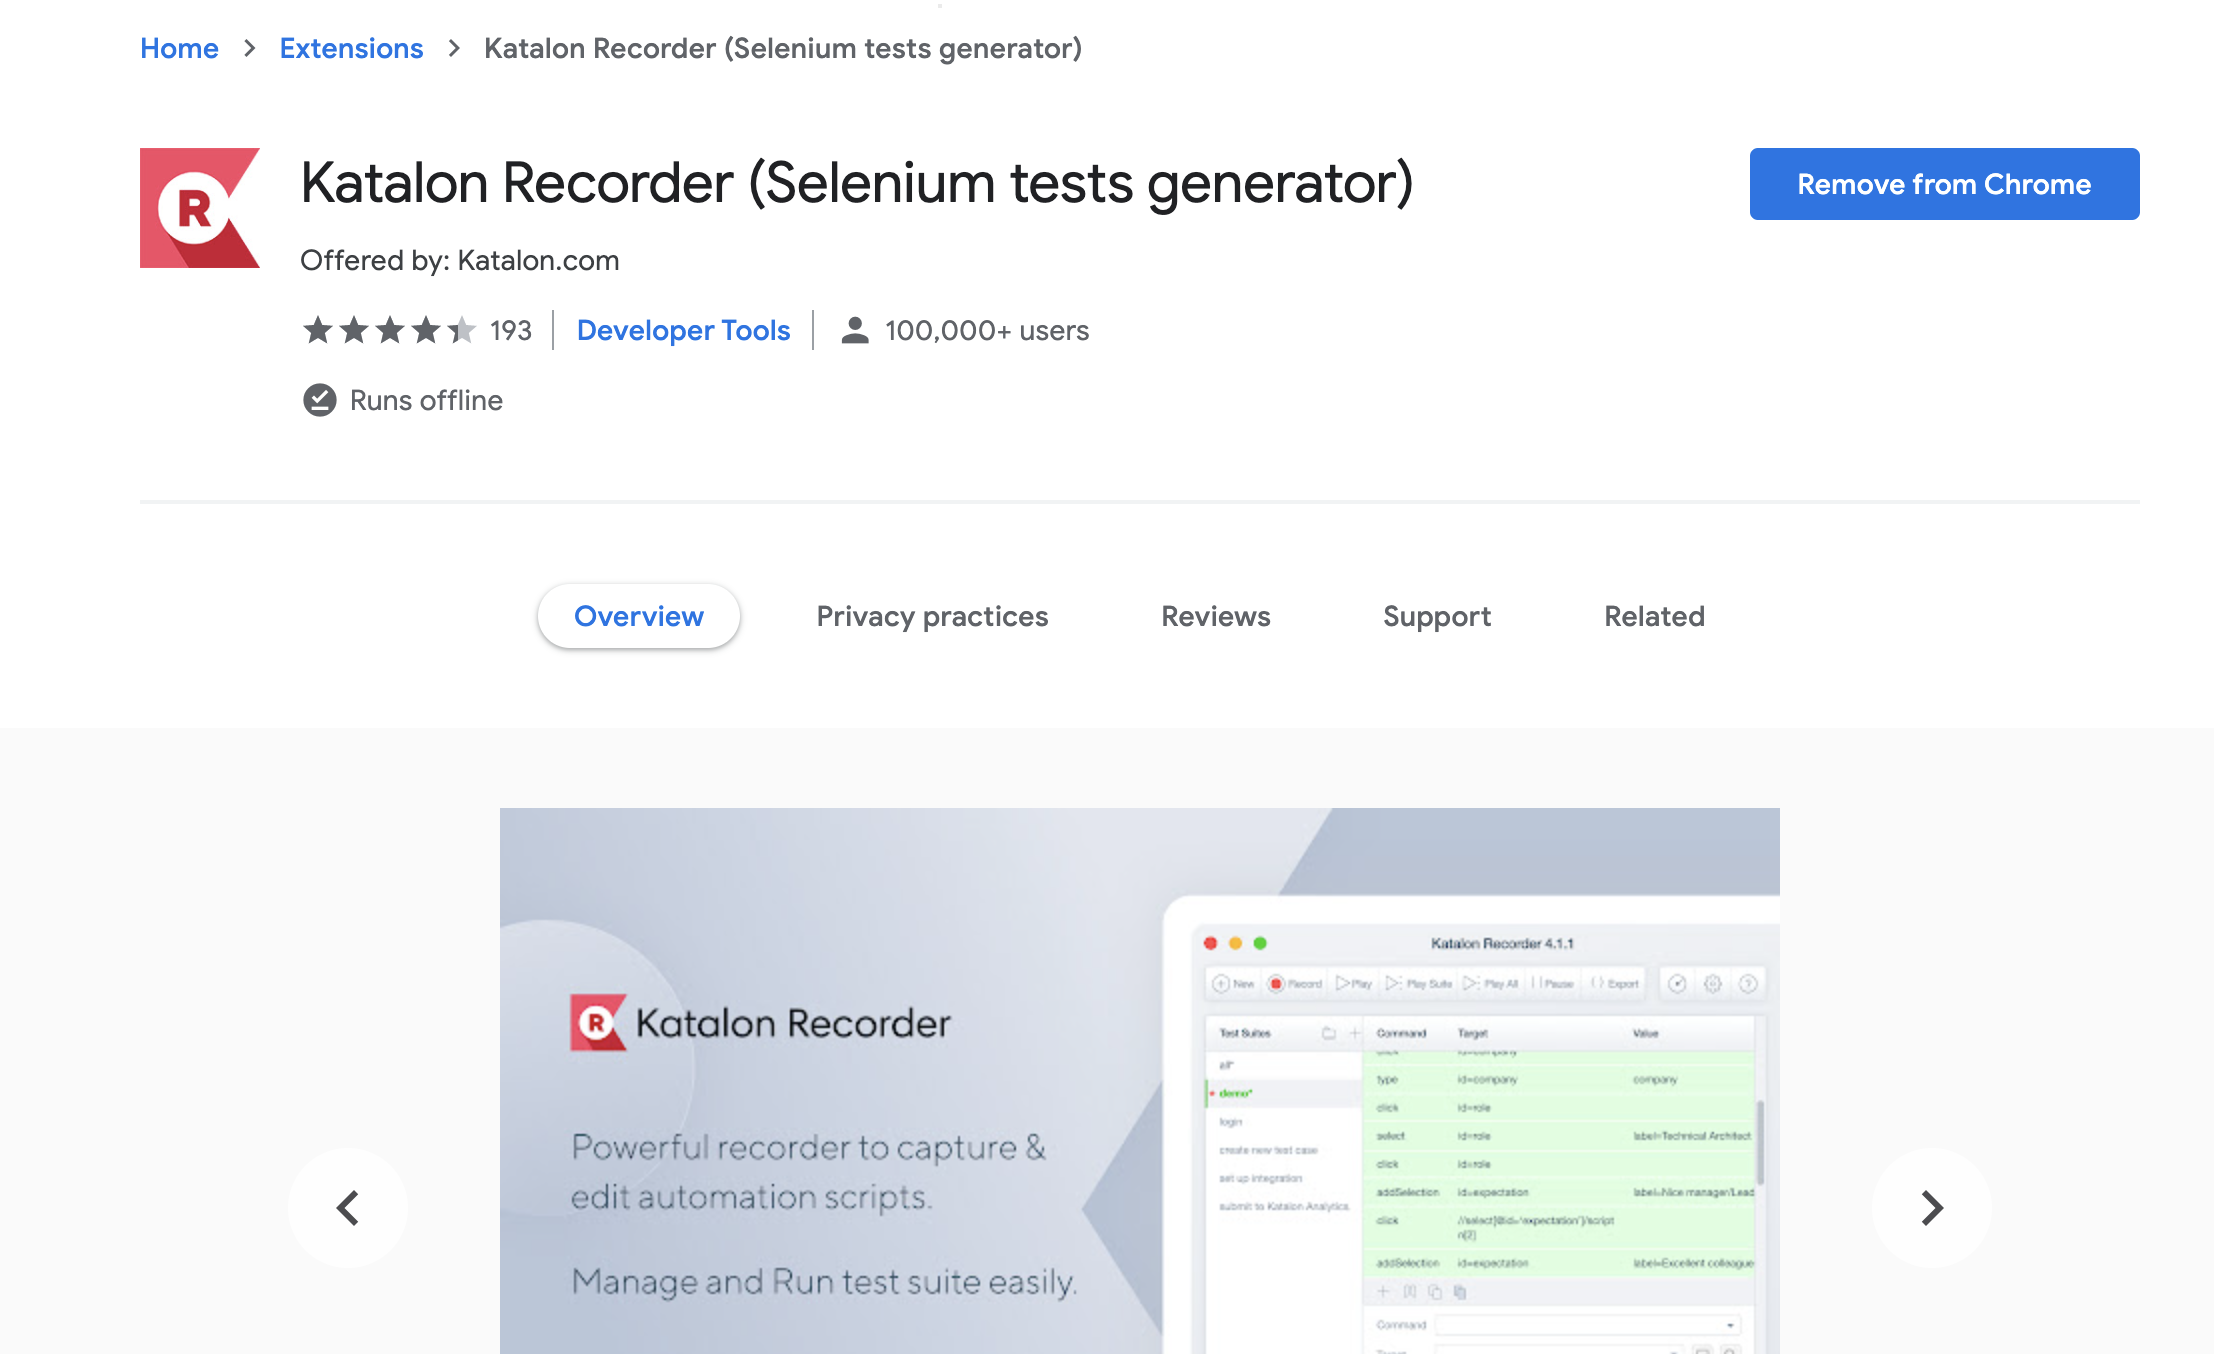 Home > Extensions > Katalon Recorder (Selenium tests generator)
R
Katalon Recorder (Selenium tests generator)
Remove from Chrome
Offered by: Katalon.com
193 Developer Tools 100,000+ users
Runs offline
Overview Privacy practices Reviews Support Related
Katalon Recorder 4.1.1
New Record Play Play Suite Play All Pause Export
R Katalon Recorder
Test Suites Command Target Value
all*
type id=company company
demo*
click id=role
login
select id=role label=Technical Architect
Powerful recorder to capture &
create new test case
click id=role
set up integration
edit automation scripts.
addSelection id=expectation label=Nice manager/Lead
submit to Katalon Analytics
click //select[@id='expectation']/script
n[2]
addSelection id=expectation label=Excellent colleague
Manage and Run test suite easily.
Command